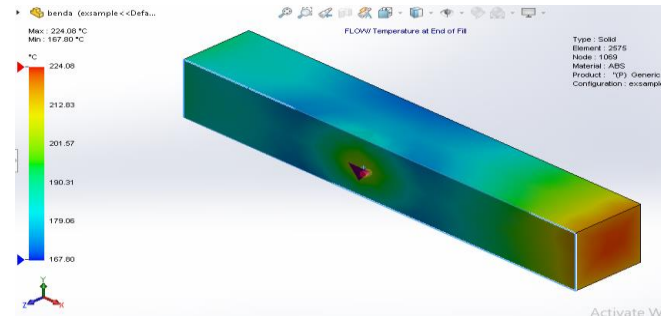 benda (exsample<<Defa...
Max : 224.08 °C
Min : 167.80 °C
°C
224.08
212.83
201.57
190.31
179.06
167.80
FLOW/ Temperature at End of Fill
Type : Solid
Element : 2575
Node : 1069
Material : ABS
Product : "(P) Generic
Configuration : exsample
Y
Z
X
Activate W